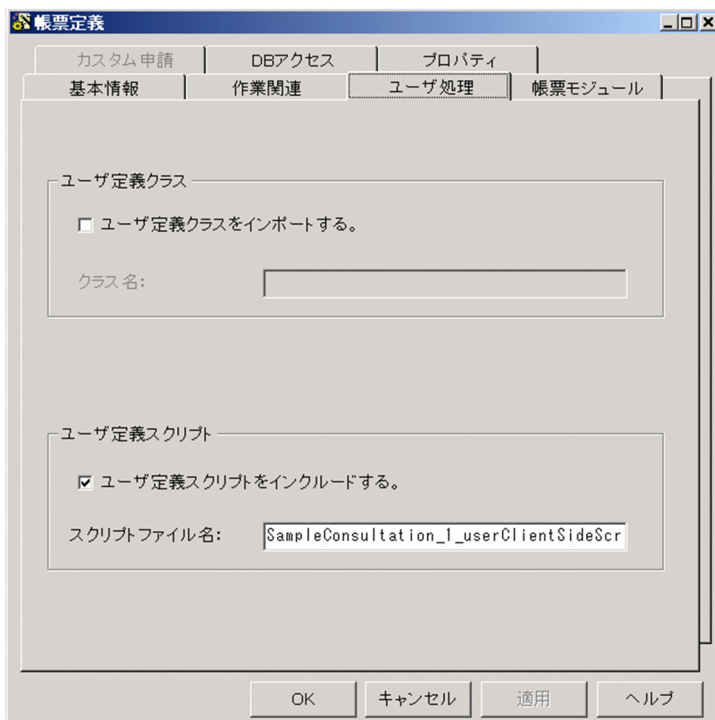 帳票定義
カスタム申請 DBアクセス プロパティ
基本情報 作業関連 ユーザ処理 帳票モジュール
ユーザ定義クラス
ユーザ定義クラスをインポートする。
クラス名:
ユーザ定義スクリプト
ユーザ定義スクリプトをインクルードする。
スクリプトファイル名: SampleConsultation_1_userClientSideScr
OK キャンセル 適用 ヘルプ